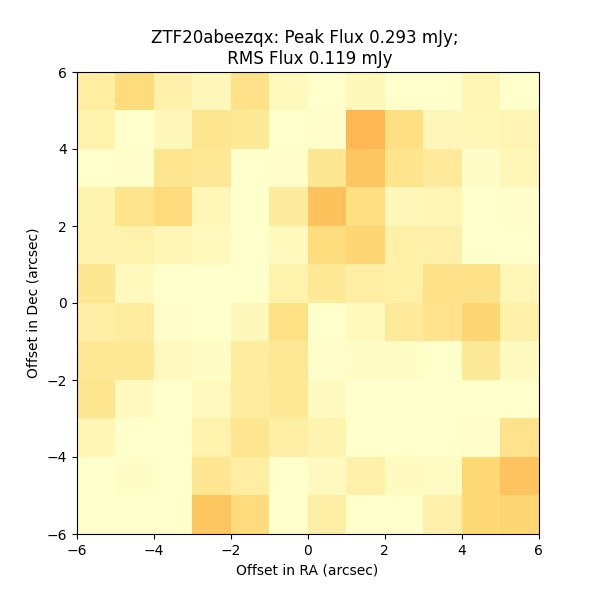 ZTF20abeezqx: Peak Flux 0.293 mJy;
RMS Flux 0.119 mJy
6
4
2
0
−2
−4
−6
Offset in Dec (arcsec)
−6 −4 −2 0 2 4 6
Offset in RA (arcsec)